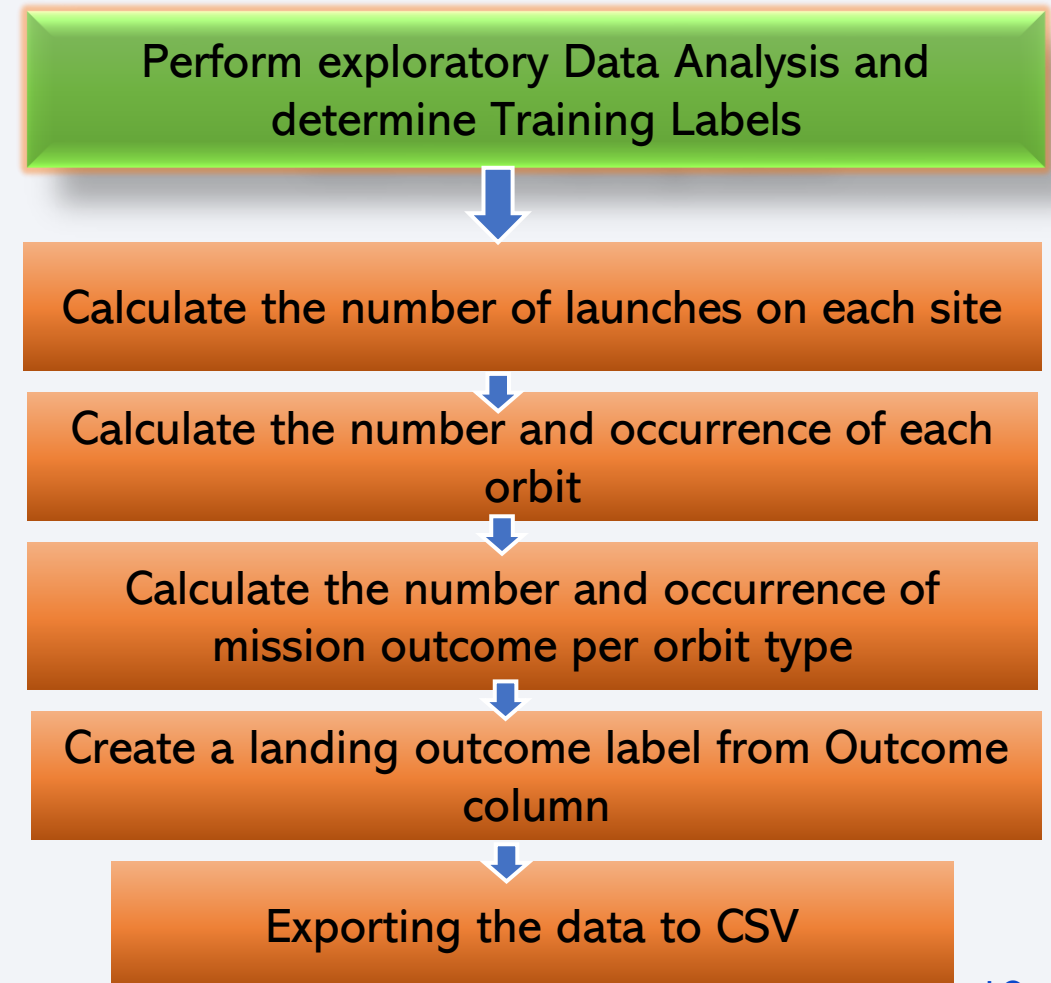 Perform exploratory Data Analysis and
determine Training Labels
Calculate the number of launches on each site
Calculate the number and occurrence of each
orbit
Calculate the number and occurrence of
mission outcome per orbit type
Create a landing outcome label from Outcome
column
Exporting the data to CSV